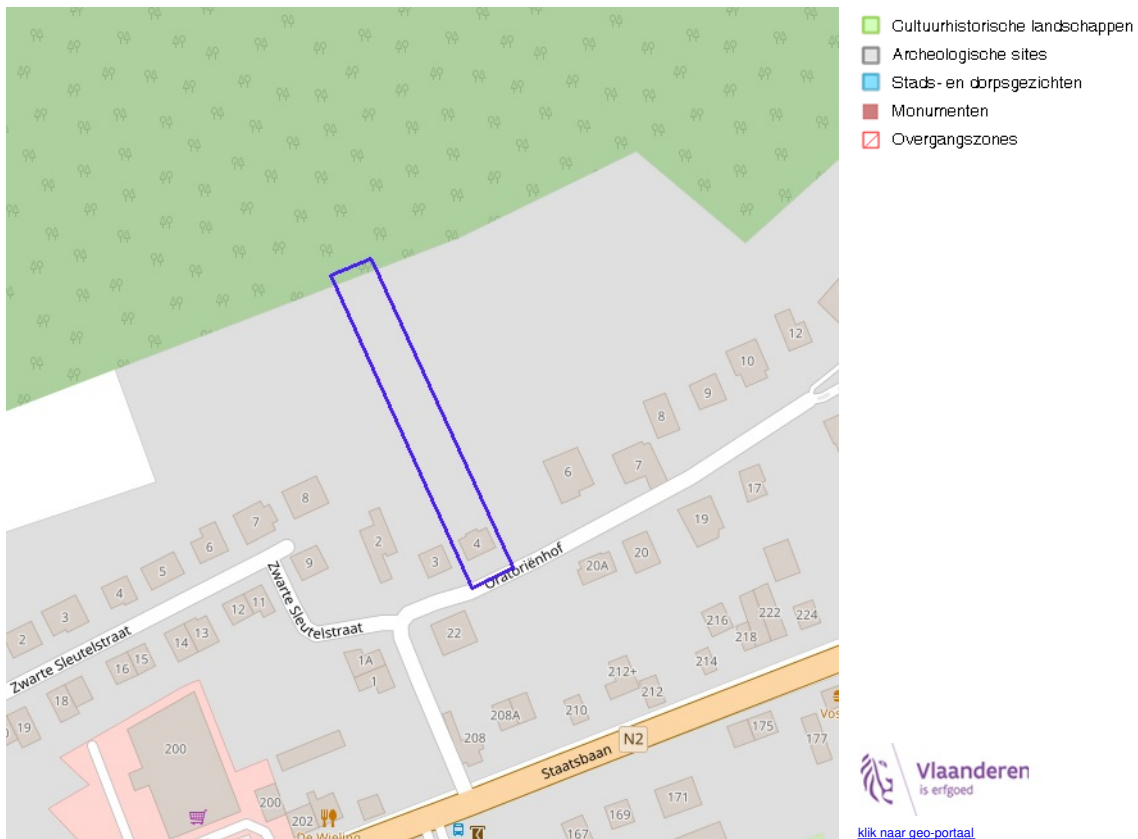 Cultuurhistorische landschappen
Archeologische sites
Stads- en dorpsgezichten
Monumenten
Overgangszones
12
10
9
8
7
6
17
19
20
20A
4
3
2
Oratoriënhof
22
8
7
6
5
4
3
2
9
12 11
14 13
16 15
18
19
Zwarte Sleutelstraat
Zwarte Sleutelstraat
1A
1
216
222
224
218
214
212+
212
210
208A
208
N2
Staatsbaan
175
177
Vos
171
169
167
200
200
202
De Wieling
Vlaanderen
is erfgoed
klik naar geo-portaal